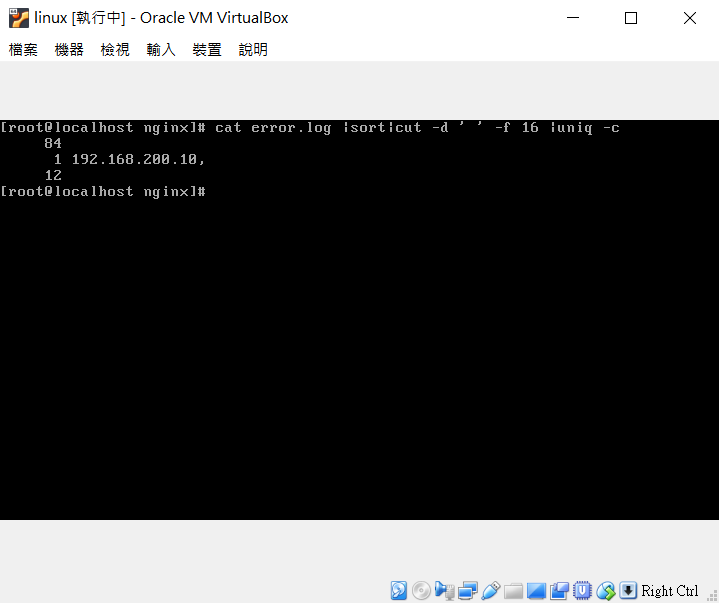 linux [執行中] - Oracle VM VirtualBox
檔案 機器 檢視 輸入 裝置 說明
[root@localhost nginx]# cat error.log |sort|cut -d ' ' -f 16 |uniq -c
84
1 192.168.200.10,
12
[root@localhost nginx]#
Right Ctrl